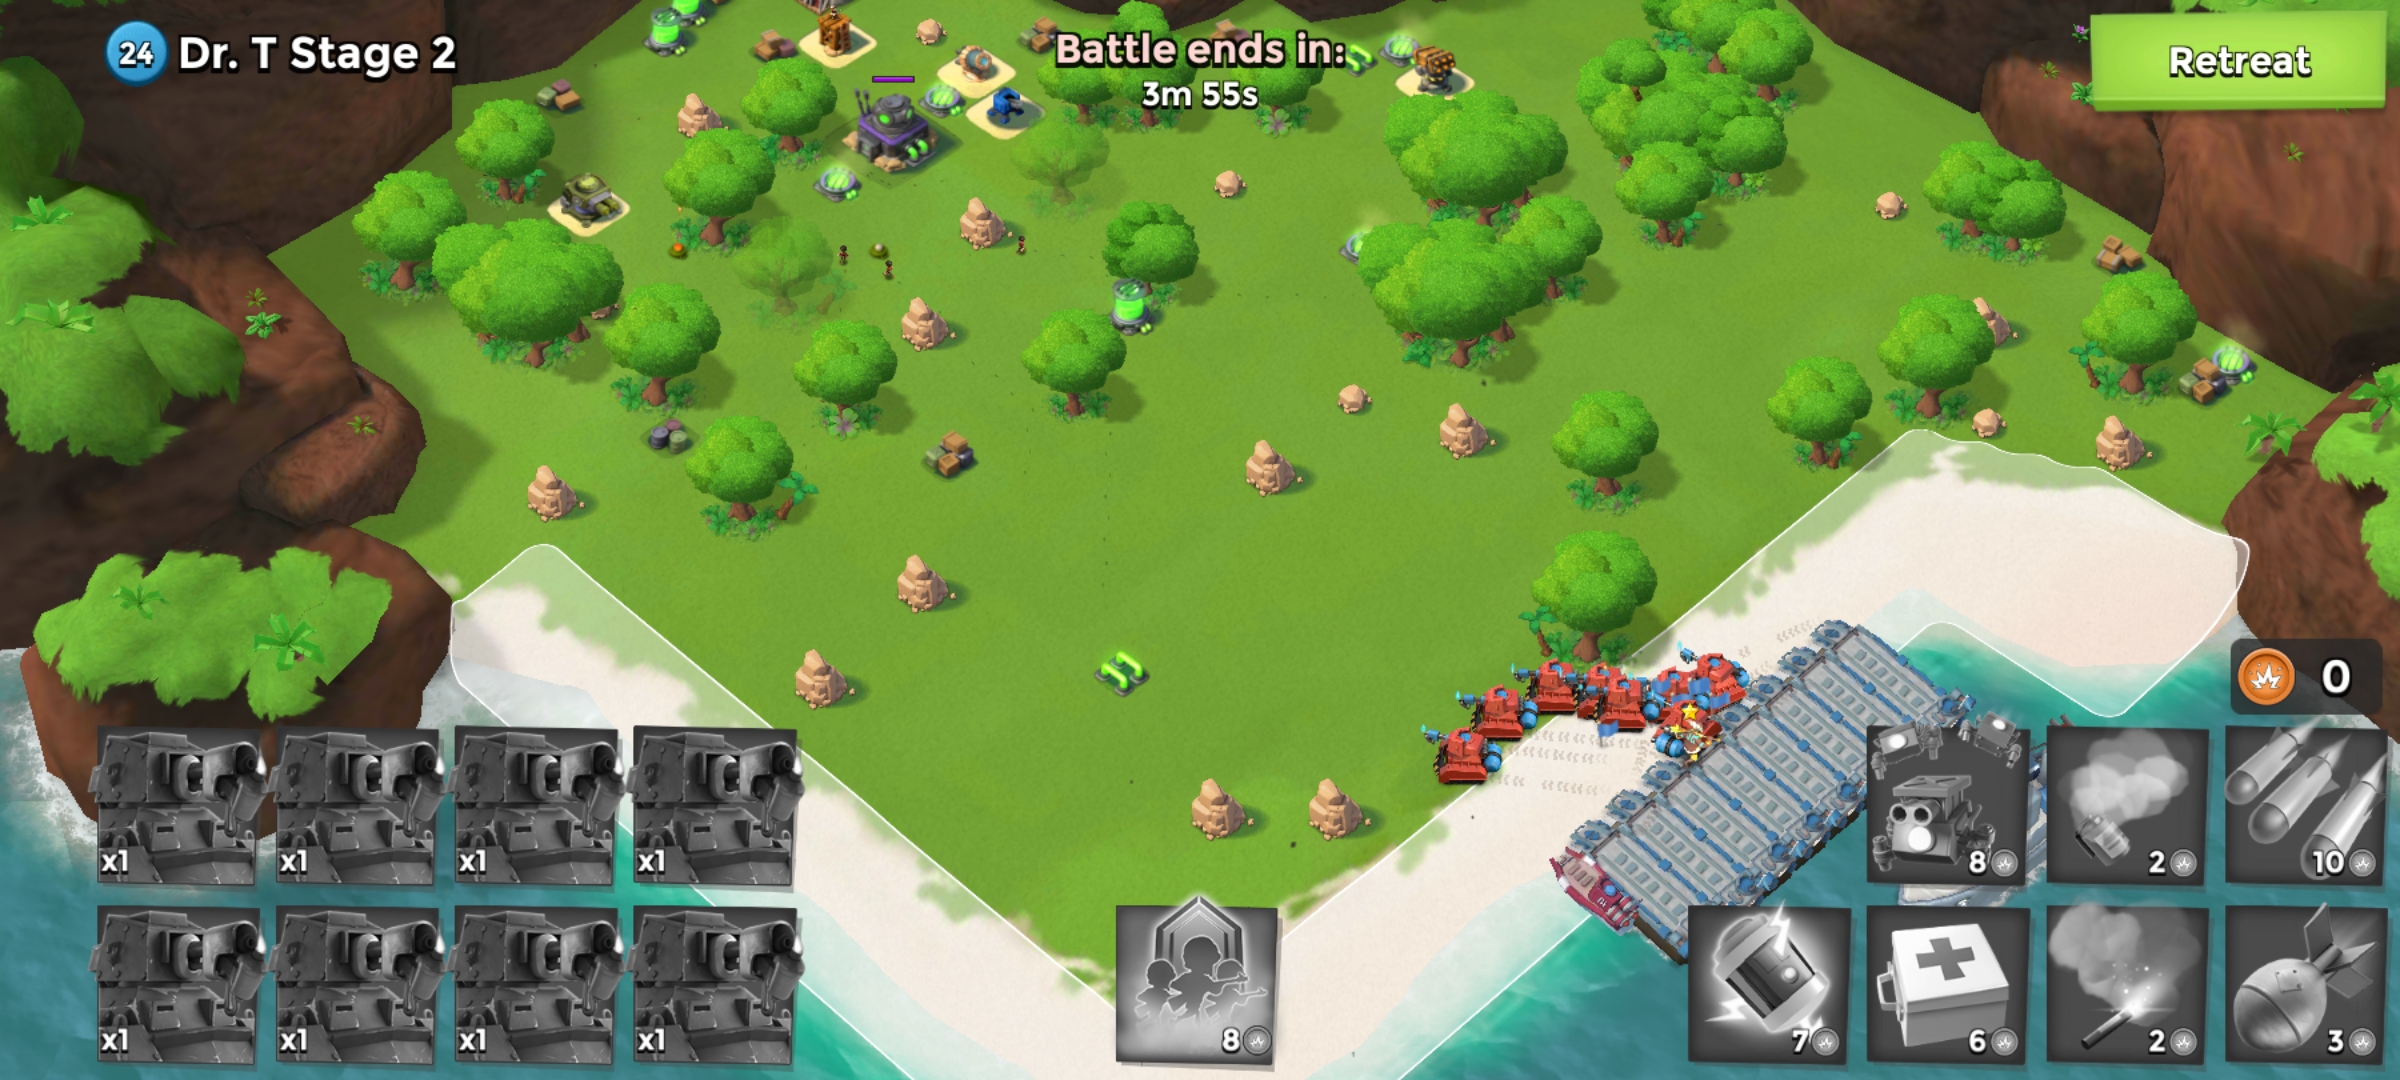 24 Dr. T Stage 2
Battle ends in:
3m 55s
Retreat
0
x1 x1 x1 x1
8 2 10
x1 x1 x1 x1
8
7 6 2 3